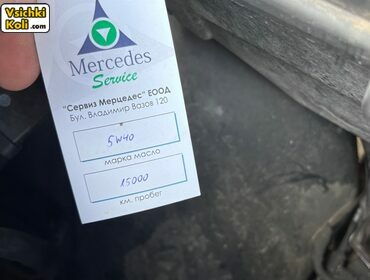 Vsichki
Koli .com
Mercedes
Service
"Сервиз Мерцедес" ЕООД
Бул. Владимир Вазов 120
5W40
марка масло
15000
км. пробег